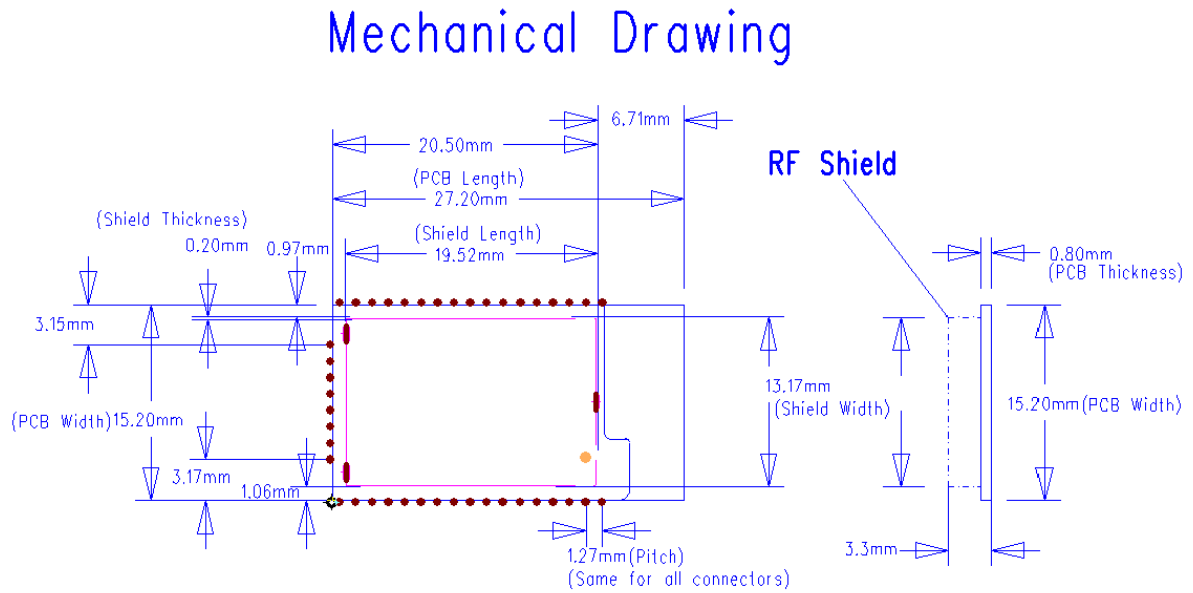 Mechanical Drawing
6.71mm
20.50mm
RF Shield
(PCB Length)
27.20mm
(Shield Thickness)
0.20mm
0.97mm
(Shield Length)
19.52mm
0.80mm
(PCB Thickness)
3.15mm
13.17mm
(Shield Width)
15.20mm(PCB Width)
(PCB Width)15.20mm
3.17mm
1.06mm
1.27mm(Pitch)
(Same for all connectors)
3.3mm